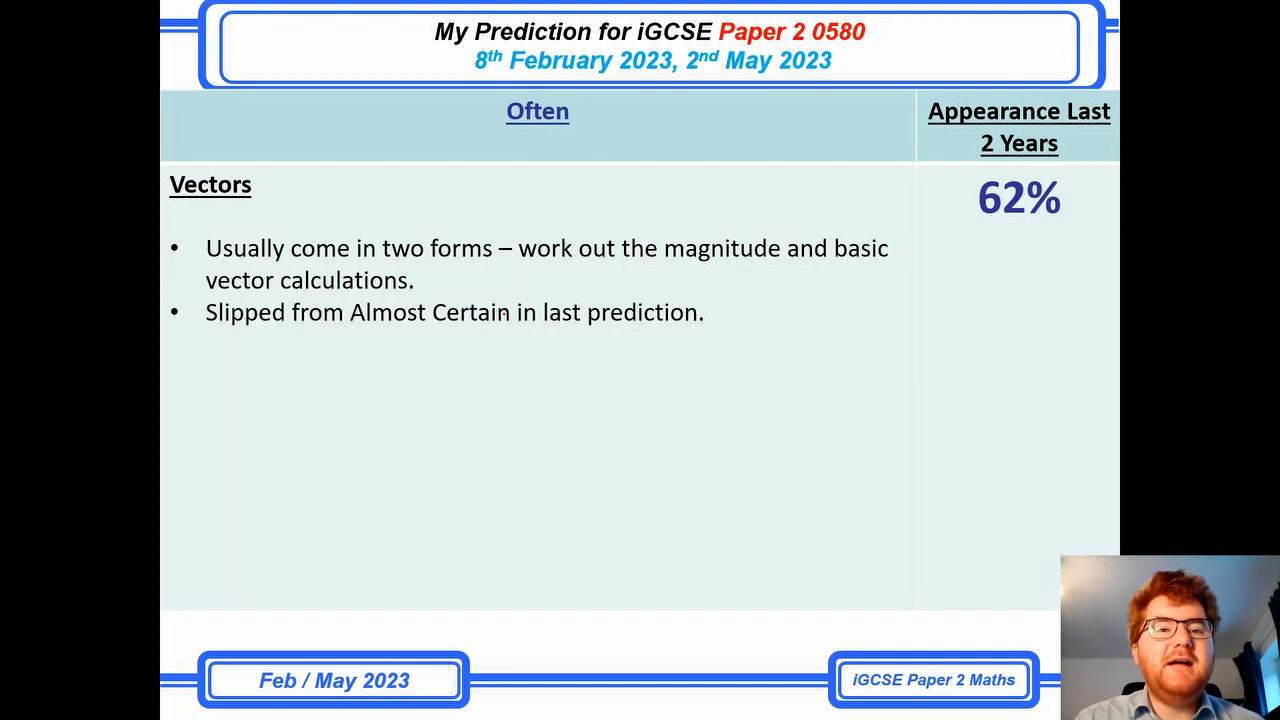 My Prediction for iGCSE Paper 2 0580
8th February 2023, 2nd May 2023
Often
Appearance Last
2 Years
Vectors
62%
• Usually come in two forms – work out the magnitude and basic
vector calculations.
• Slipped from Almost Certain in last prediction.
Feb / May 2023
iGCSE Paper 2 Maths